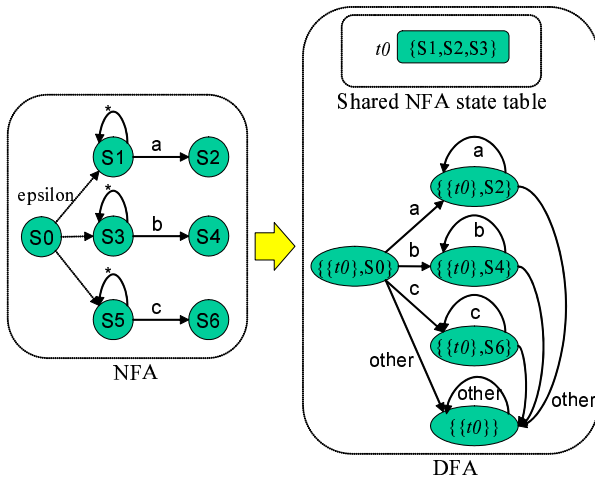 t0 {S1,S2,S3}
Shared NFA state table
*
S1 a S2
epsilon
*
S0 S3 b S4
*
S5 c S6
NFA
a
{{t0},S2}
a
b
{{t0},S0} b {{t0},S4}
c
c
{{t0},S6}
other
other
other
{{t0}}
DFA